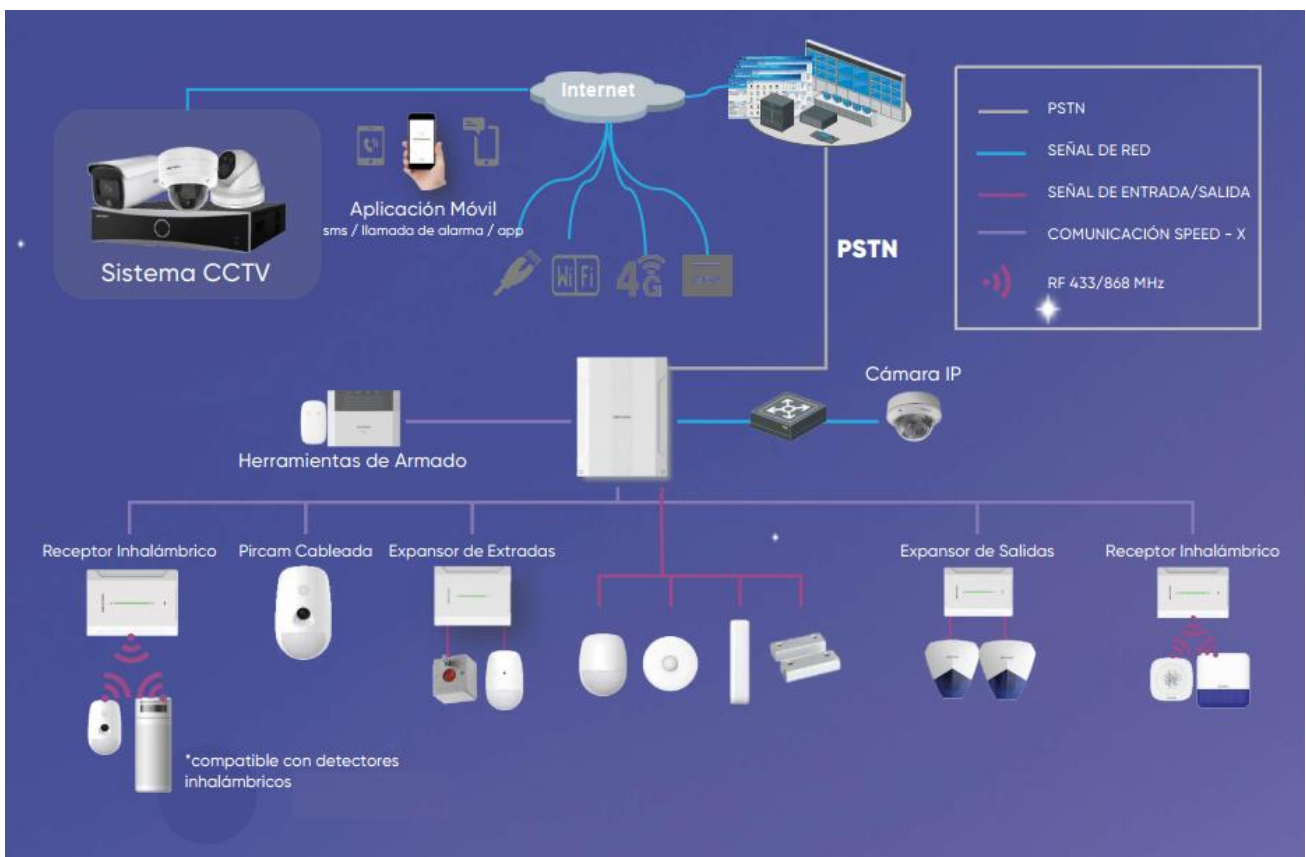 Internet
PSTN
SEÑAL DE RED
SEÑAL DE ENTRADA/SALIDA
COMUNICACIÓN SPEED - X
RF 433/868 MHz
Sistema CCTV
Aplicación Móvil
sms / llamada de alarma / app
WiFi
4G
PSTN
Cámara IP
Herramientas de Armado
Receptor Inhalámbrico
Pircam Cableada
Expansor de Extradas
Expansor de Salidas
Receptor Inhalámbrico
*compatible con detectores
inhalámbricos